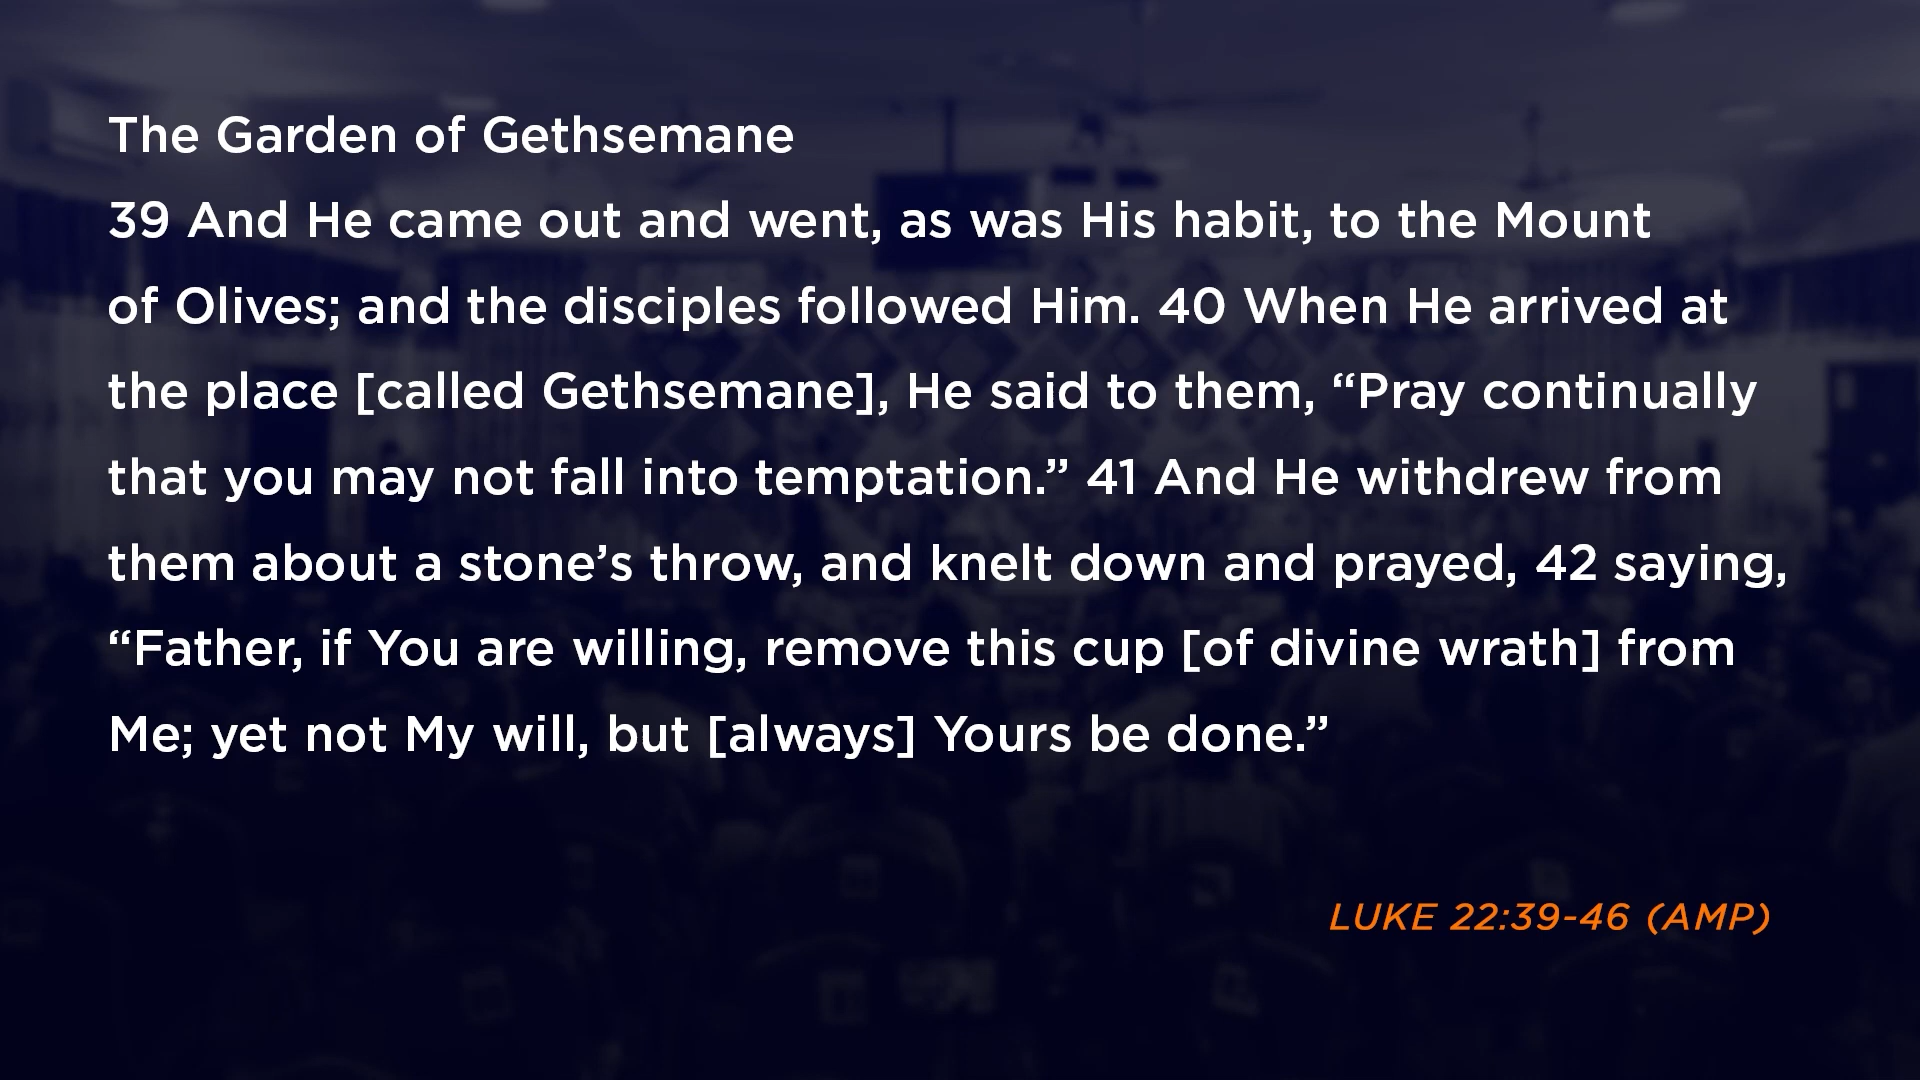 The Garden of Gethsemane
39 And He came out and went, as was His habit, to the Mount
of Olives; and the disciples followed Him. 40 When He arrived at
the place [called Gethsemane], He said to them, “Pray continually
that you may not fall into temptation.” 41 And He withdrew from
them about a stone’s throw, and knelt down and prayed, 42 saying,
“Father, if You are willing, remove this cup [of divine wrath] from
Me; yet not My will, but [always] Yours be done.”
LUKE 22:39-46 (AMP)